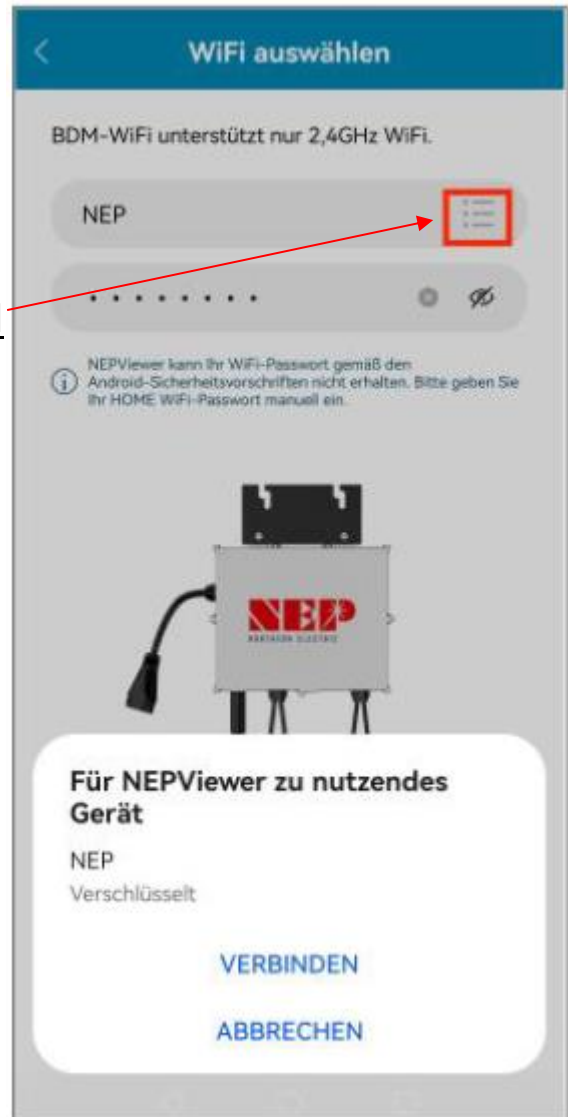 WiFi auswählen
BDM-WiFi unterstützt nur 2,4GHz WiFi.
NEP
NEPViewer kann Ihr WiFi-Passwort gemäß den
Android-Sicherheitsvorschriften nicht erhalten. Bitte geben Sie
Ihr HOME WiFi-Passwort manuell ein.
NEP
NORTHERN ELECTRIC
Für NEPViewer zu nutzendes
Gerät
NEP
Verschlüsselt
VERBINDEN
ABBRECHEN